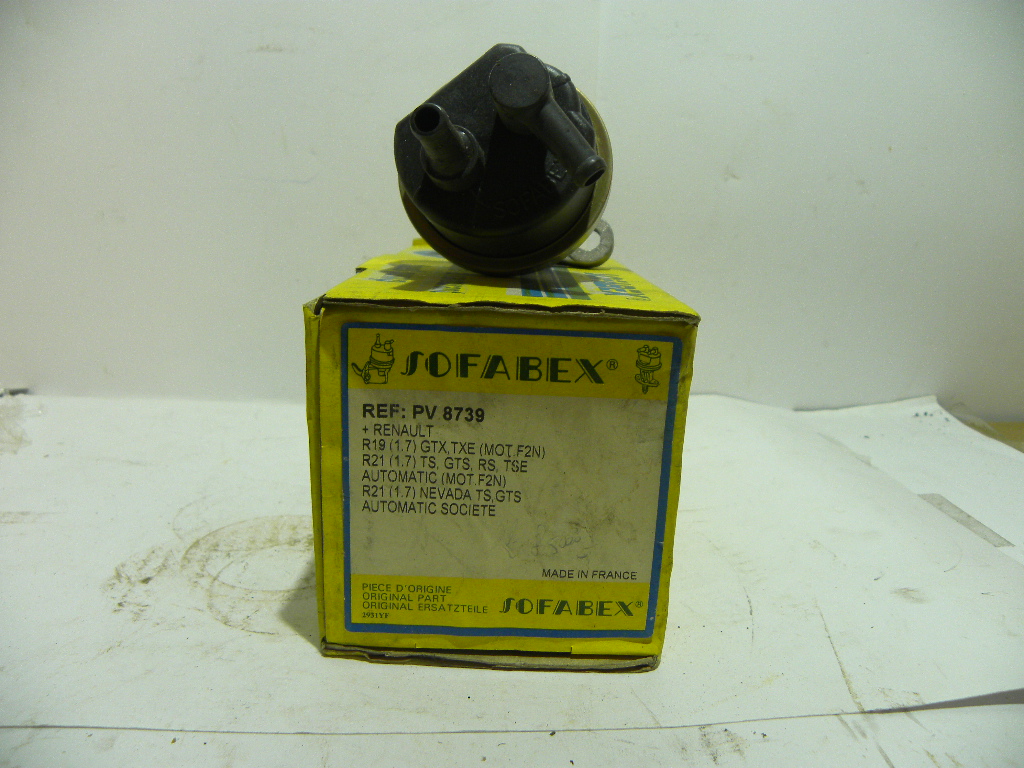 SOFABEX®
REF: PV 8739
+ RENAULT
R19 (1.7) GTX,TXE (MOT.F2N)
R21 (1.7) TS, GTS, RS, TSE
AUTOMATIC (MOT.F2N)
R21 (1.7) NEVADA TS,GTS
AUTOMATIC SOCIETE
MADE IN FRANCE
PIECE D'ORIGINE
ORIGINAL PART
ORIGINAL ERSATZTEILE
SOFABEX®
2951YF